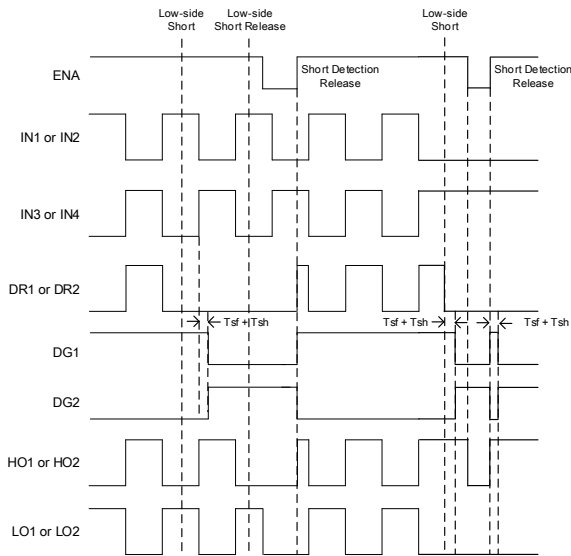 Low-side
Short
Low-side
Short Release
Low-side
Short
ENA
Short Detection
Release
Short Detection
Release
IN1 or IN2
IN3 or IN4
DR1 or DR2
Tsf + Tsh
Tsf + Tsh
Tsf + Tsh
DG1
DG2
HO1 or HO2
LO1 or LO2